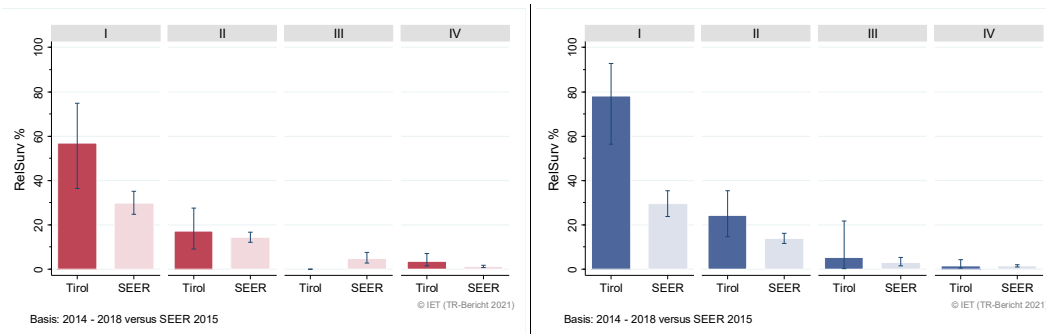 I II III IV
RelSurv %
100
80
60
40
20
0
Tirol SEER Tirol SEER Tirol SEER Tirol SEER
© IET (TR-Bericht 2021)
Basis: 2014 - 2018 versus SEER 2015
I II III IV
RelSurv %
100
80
60
40
20
0
Tirol SEER Tirol SEER Tirol SEER Tirol SEER
© IET (TR-Bericht 2021)
Basis: 2014 - 2018 versus SEER 2015